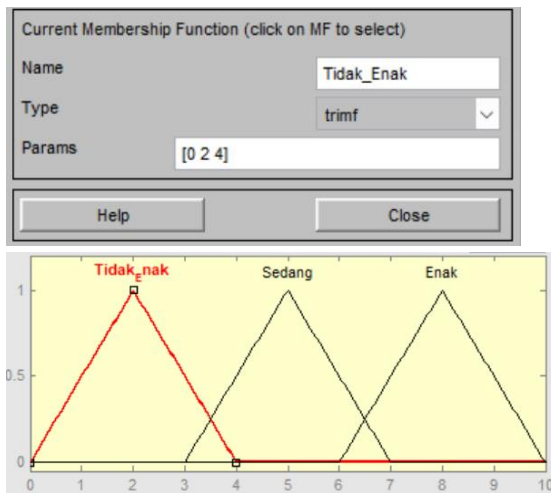 Current Membership Function (click on MF to select)
Name Tidak_Enak
Type trimf
Params [0 2 4]
Help Close
Tidak_Enak Sedang Enak
1
0.5
0
0 1 2 3 4 5 6 7 8 9 10